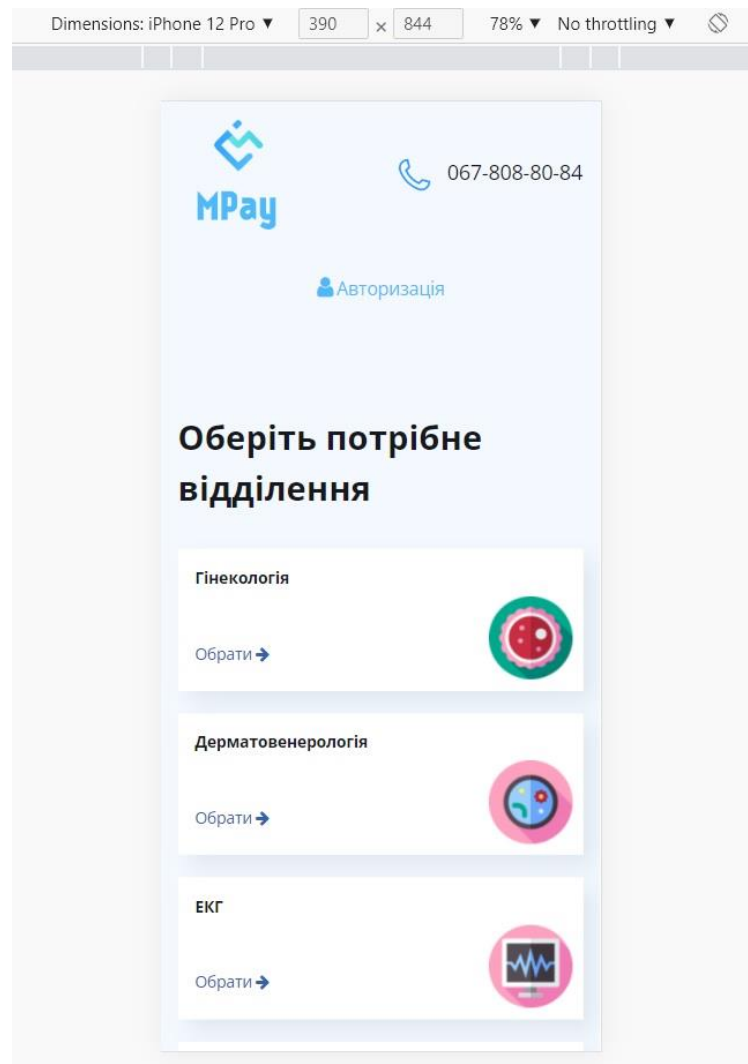 Dimensions: iPhone 12 Pro ▼ 390 × 844 78% ▼ No throttling ▼
MPay
067-808-80-84
Авторизація
Оберіть потрібне
відділення
Гінекологія
Обрати
Дерматовенерологія
Обрати
ЕКГ
Обрати